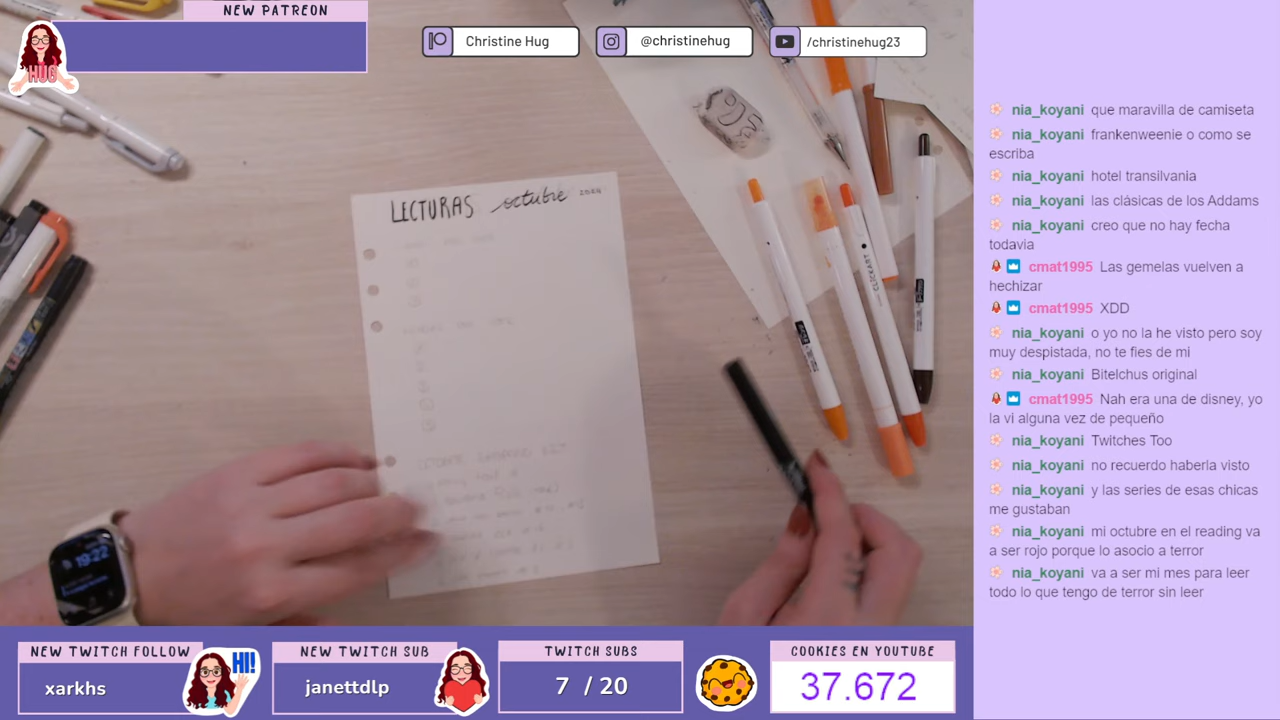 NEW PATREON
HUG
Christine Hug
@christinehug
/christinehug23
LECTURAS octubre 2024
19:22
nia_koyani que maravilla de camiseta
nia_koyani frankenweenie o como se
escriba
nia_koyani hotel transilvania
nia_koyani las clásicas de los Addams
nia_koyani creo que no hay fecha
todavia
cmat1995 Las gemelas vuelven a
hechizar
cmat1995 XDD
nia_koyani o yo no la he visto pero soy
muy despistada, no te fies de mi
nia_koyani Bitelchus original
cmat1995 Nah era una de disney, yo
la vi alguna vez de pequeño
nia_koyani Twitches Too
nia_koyani no recuerdo haberla visto
nia_koyani y las series de esas chicas
me gustaban
nia_koyani mi octubre en el reading va
a ser rojo porque lo asocio a terror
nia_koyani va a ser mi mes para leer
todo lo que tengo de terror sin leer
NEW TWITCH FOLLOW
xarkhs
HI!
NEW TWITCH SUB
janettdlp
TWITCH SUBS
7 / 20
COOKIES EN YOUTUBE
37.672